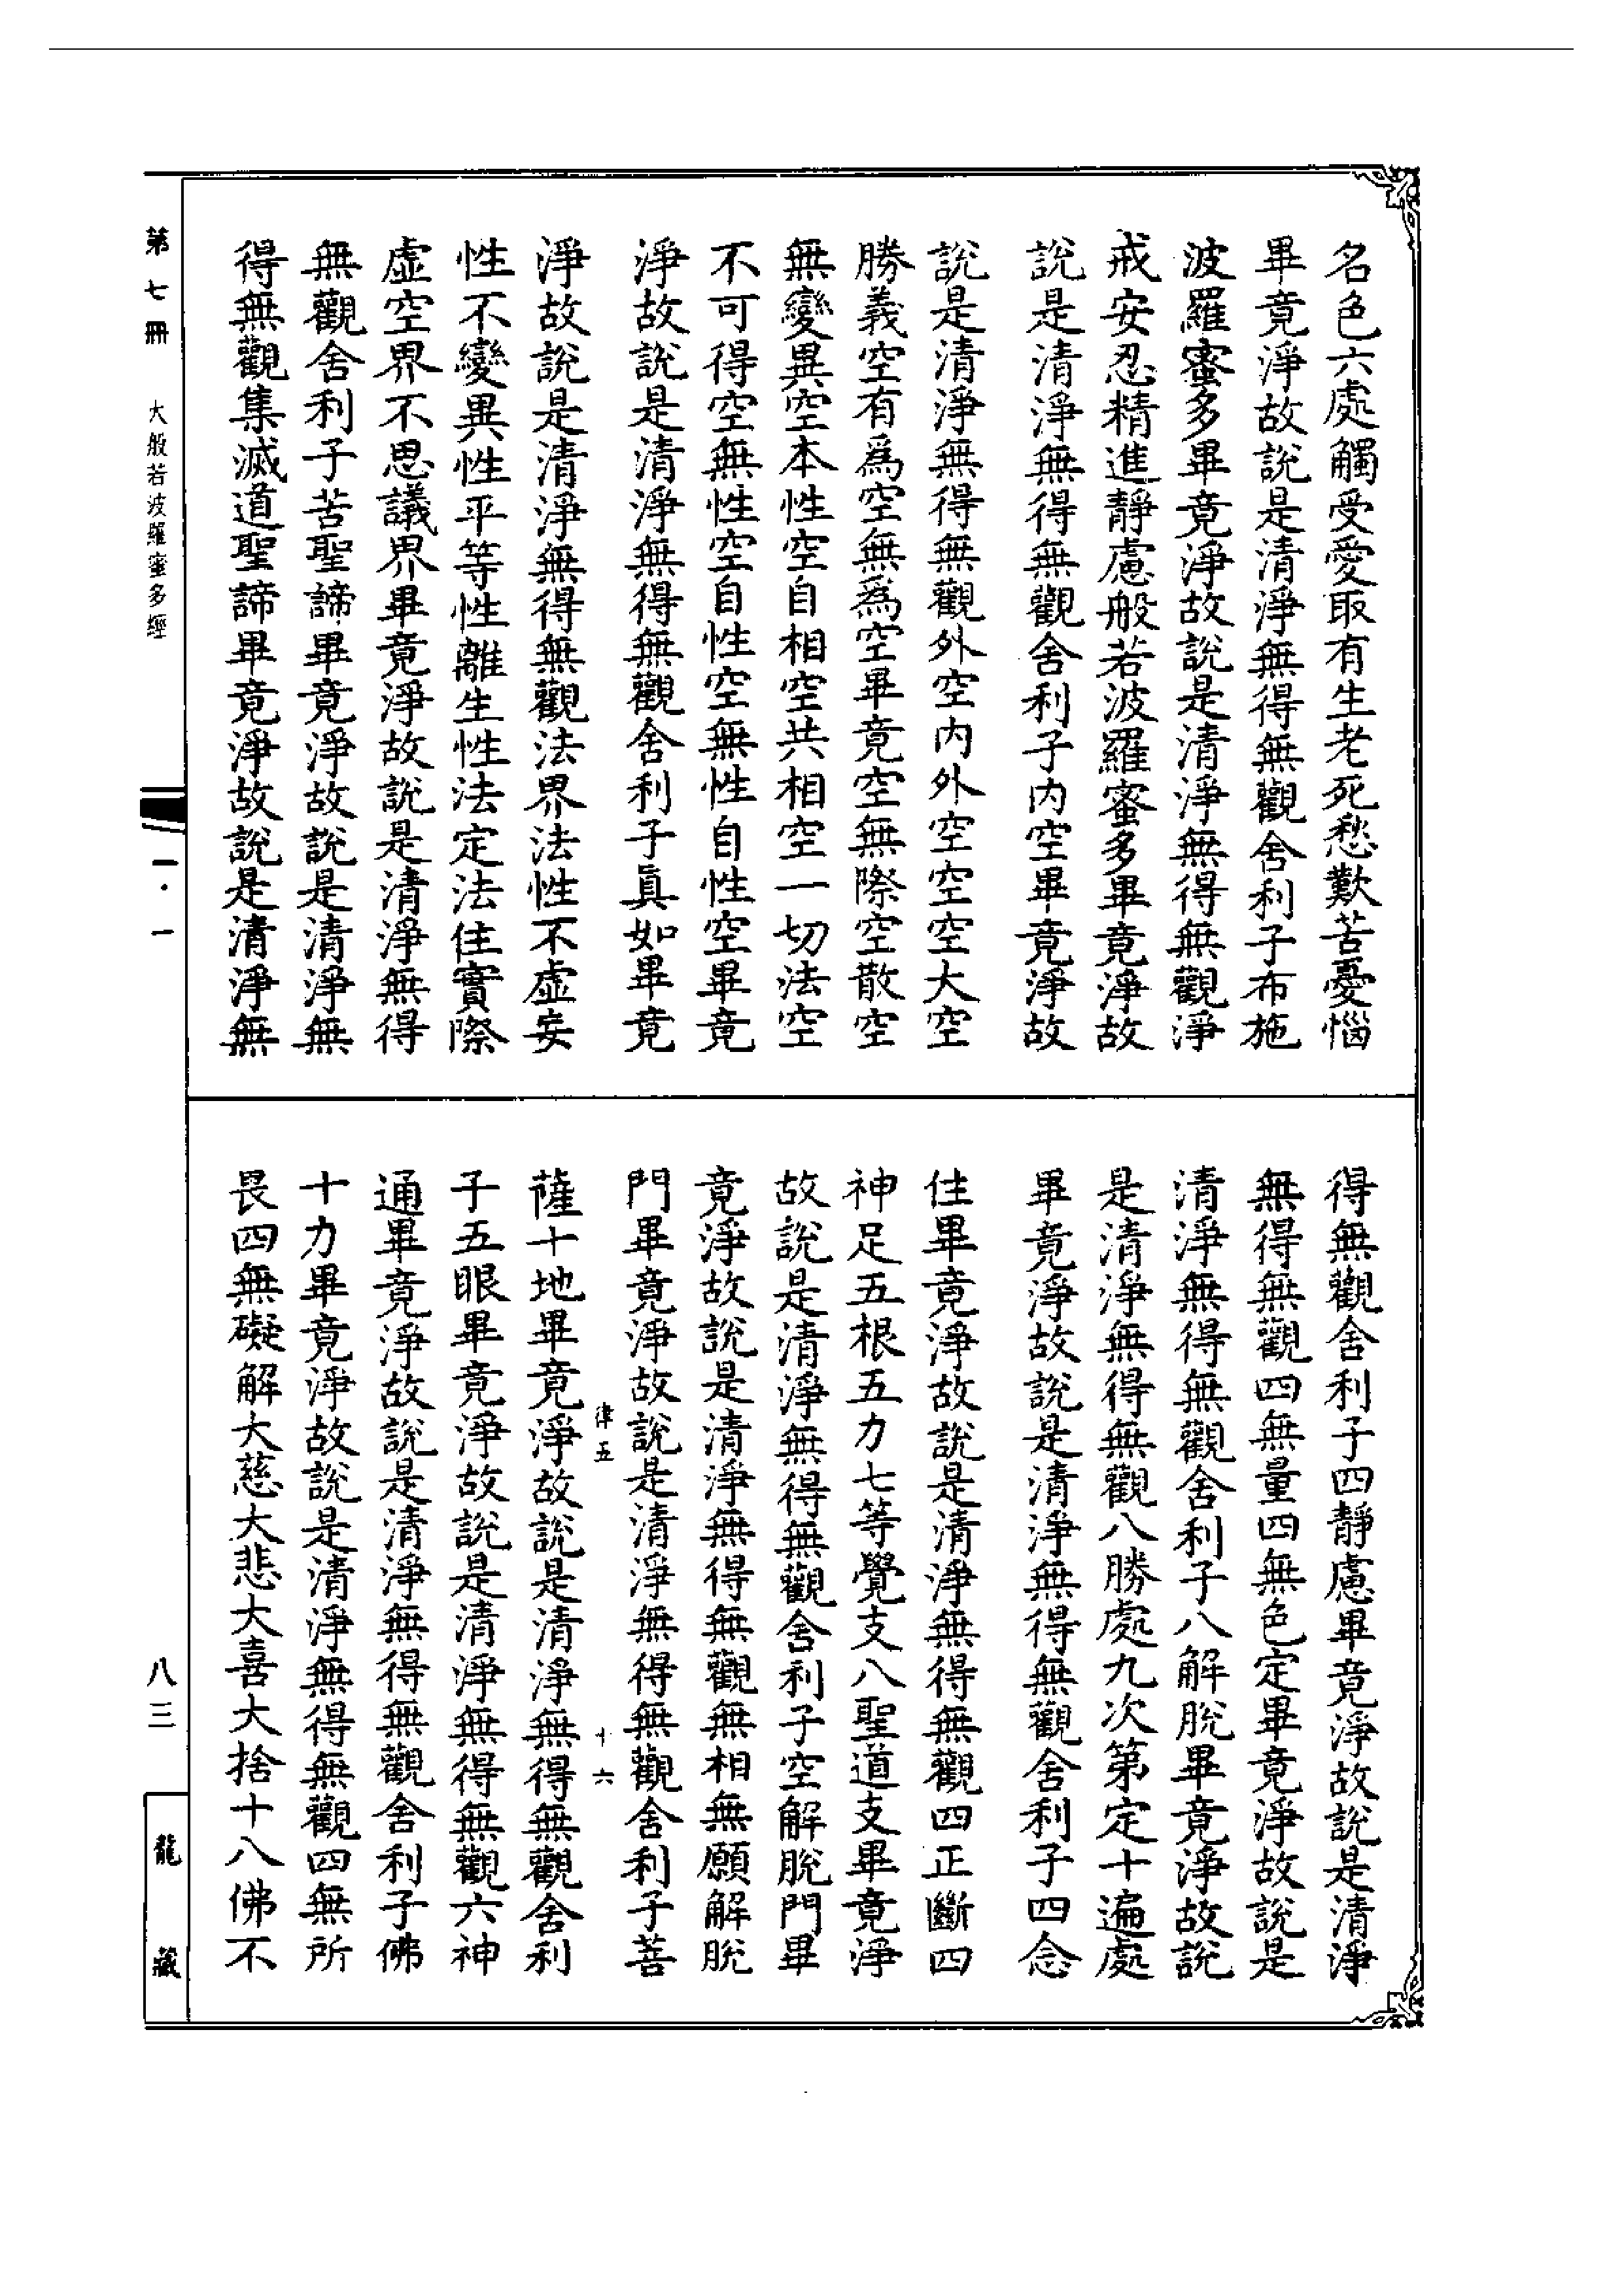 名色六處觸受愛取有生老死愁歎苦憂惱
畢竟淨故說是清淨無得無觀舍利子布施
波羅蜜多畢竟淨故說是清淨無得無觀淨
戒安忍精進靜慮般若波羅蜜多畢竟淨故
說是清淨無得無觀舍利子內空畢竟淨故
說是清淨無得無觀外空內外空空空大空
勝義空有為空無為空畢竟空無際空散空
無變異空本性空自相空共相空一切法空
不可得空無性空自性空無性自性空畢竟
淨故說是清淨無得無觀舍利子真如畢竟
淨故說是清淨無得無觀法界法性不虛妄
性不變異性平等性離生性法定法住實際
虛空界不思議界畢竟淨故說是清淨無得
無觀舍利子苦聖諦畢竟淨故說是清淨無
得無觀集滅道聖諦畢竟淨故說是清淨無
得無觀舍利子四靜慮畢竟淨故說是清淨
無得無觀四無量四無色定畢竟淨故說是
清淨無得無觀舍利子八解脫畢竟淨故說
是清淨無得無觀八勝處九次第定十遍處
畢竟淨故說是清淨無得無觀舍利子四念
住畢竟淨故說是清淨無得無觀四正斷四
神足五根五力七等覺支八聖道支畢竟淨
故說是清淨無得無觀舍利子空解脫門畢
竟淨故說是清淨無得無觀無相無願解脫
門畢竟淨故說是清淨無得無觀舍利子菩
律五 十六
薩十地畢竟淨故說是清淨無得無觀舍利
子五眼畢竟淨故說是清淨無得無觀六神
通畢竟淨故說是清淨無得無觀舍利子佛
十力畢竟淨故說是清淨無得無觀四無所
畏四無礙解大慈大悲大喜大捨十八佛不
第七冊 大般若波羅蜜多經 一·一 八三 龍藏